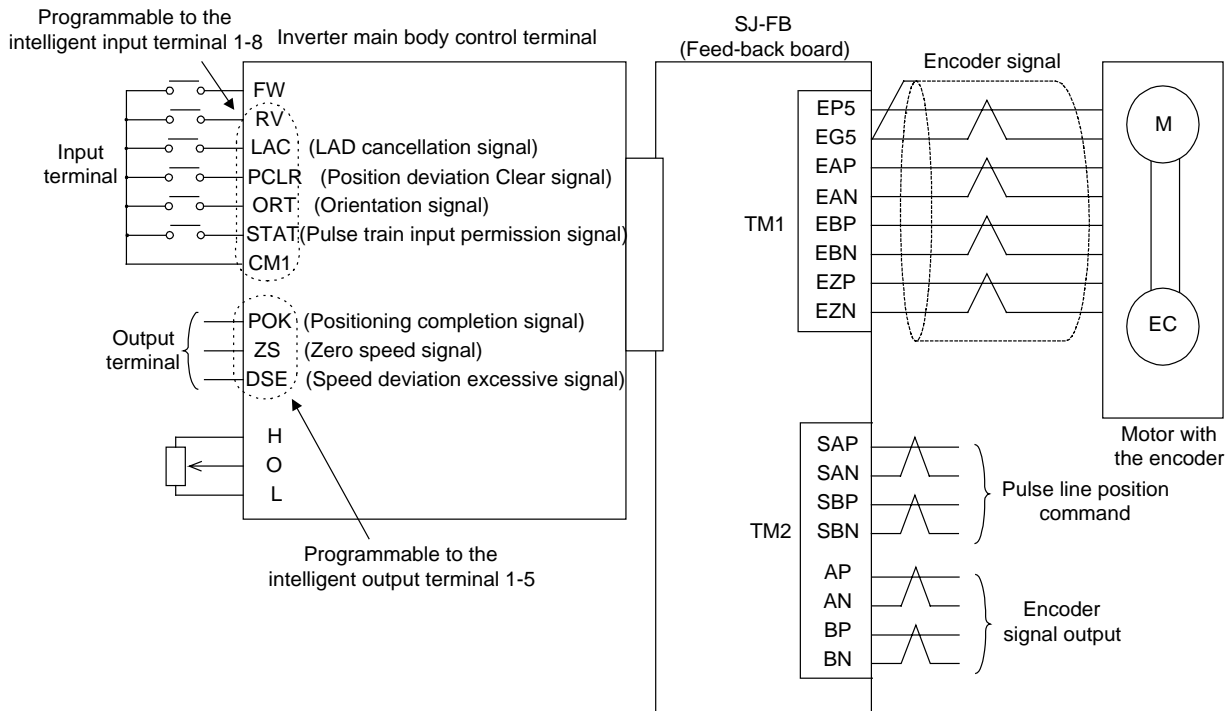 Programmable to the
intelligent input terminal 1-8
Inverter main body control terminal
SJ-FB
(Feed-back board)
Encoder signal
Input
terminal
FW
RV
LAC (LAD cancellation signal)
PCLR (Position deviation Clear signal)
ORT (Orientation signal)
STAT(Pulse train input permission signal)
CM1
Output
terminal
POK (Positioning completion signal)
ZS (Zero speed signal)
DSE (Speed deviation excessive signal)
H
O
L
Programmable to the
intelligent output terminal 1-5
TM1
EP5
EG5
EAP
EAN
EBP
EBN
EZP
EZN
M
EC
Motor with
the encoder
TM2
SAP
SAN
SBP
SBN
Pulse line position
command
AP
AN
BP
BN
Encoder
signal output